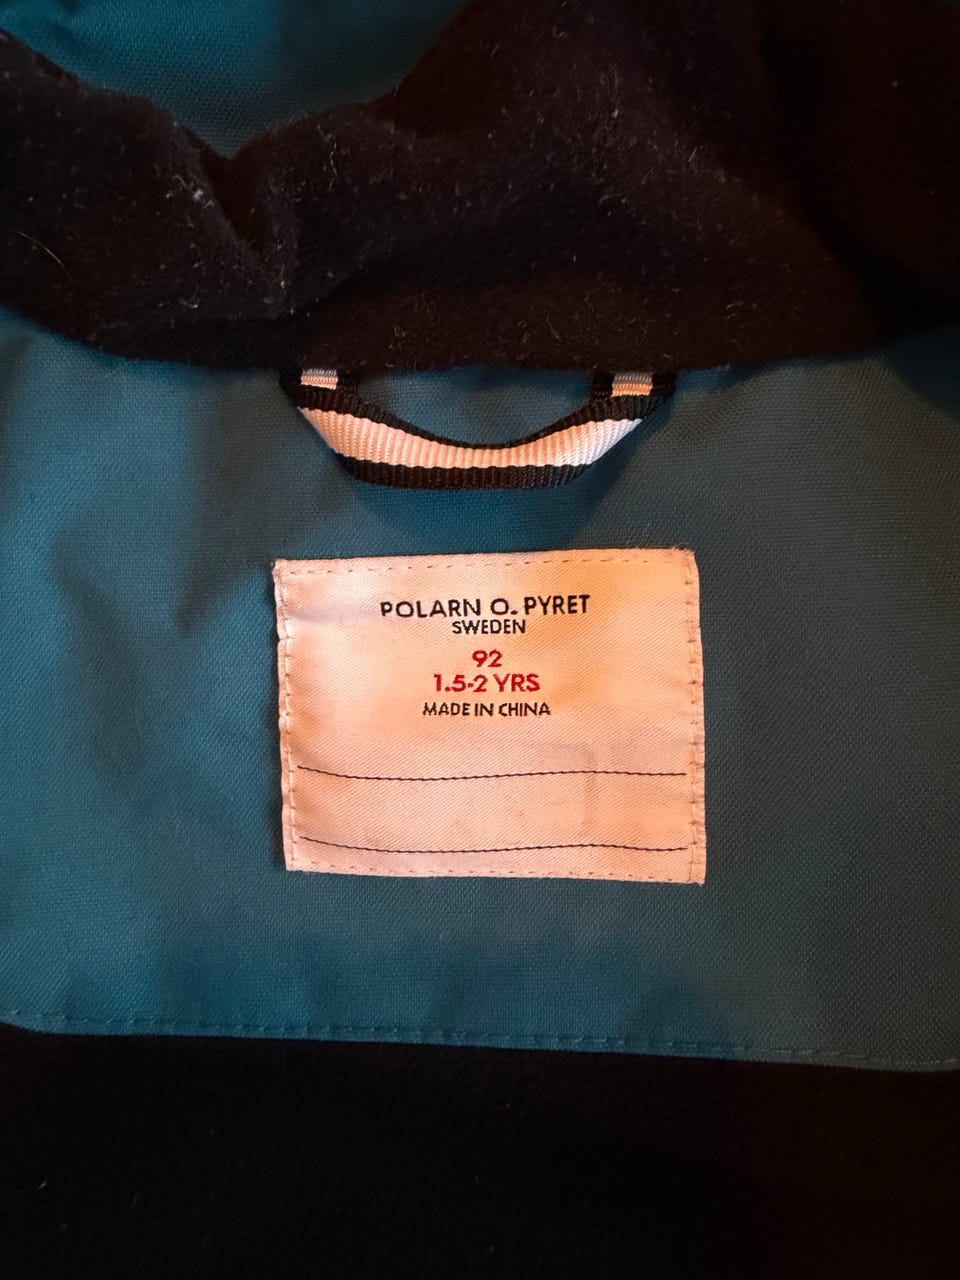 POLARN O. PYRET
SWEDEN
92
1.5-2 YRS
MADE IN CHINA